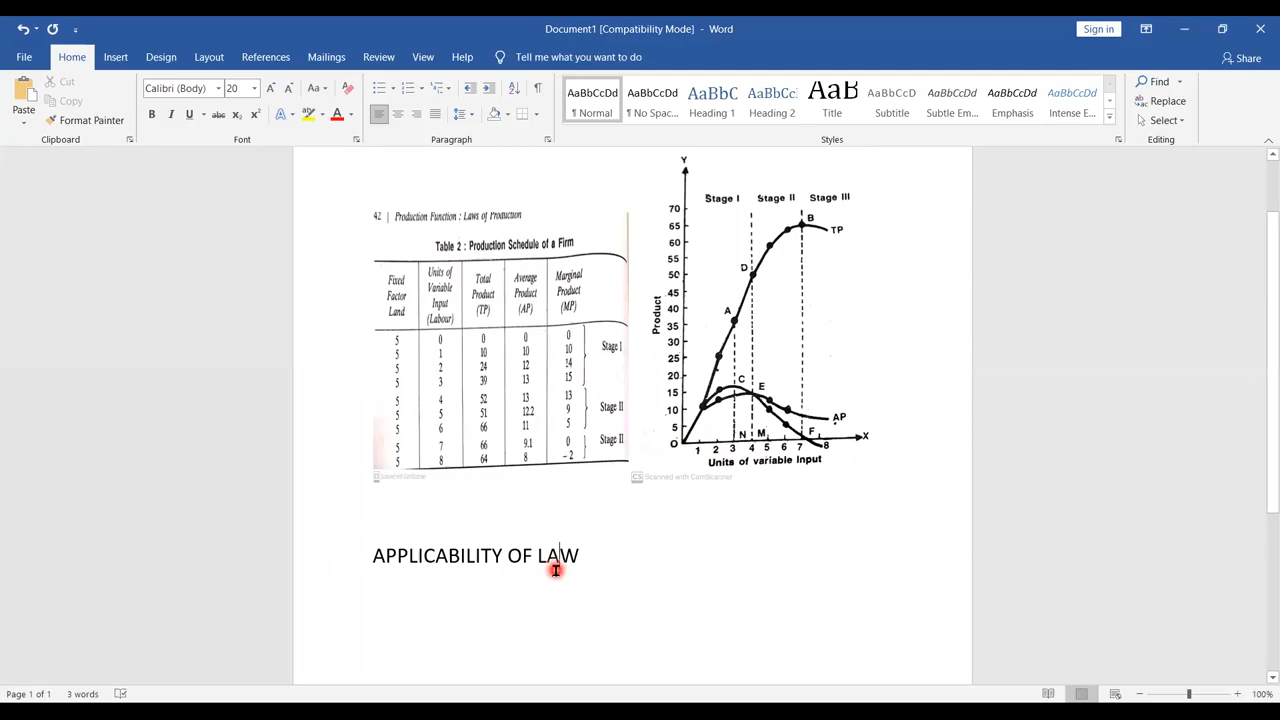 Document1 [Compatibility Mode] - Word
Sign in
File Home Insert Design Layout References Mailings Review View Help Tell me what you want to do Share
Paste
Cut
Copy
Format Painter
Clipboard
Calibri (Body) 20
Font
Paragraph
AaBbCcDd AaBbCcDd AaBbC AaBbCc AaB AaBbCcD AaBbCcDd AaBbCcDd AaBbCcDd
¶ Normal ¶ No Spac... Heading 1 Heading 2 Title Subtitle Subtle Em... Emphasis Intense E...
Styles
Find
Replace
Select
Editing
42 | Production Function : Laws of Production
Table 2 : Production Schedule of a Firm
Fixed Factor Land
Units of Variable Input (Labour)
Total Product (TP)
Average Product (AP)
Marginal Product (MP)
5 0 0 0 0
5 1 10 10 10
5 2 24 12 14
5 3 39 13 15
Stage I
5 4 52 13 13
5 5 51 12.2 9
5 6 66 11 5
Stage II
5 7 66 9.1 0
5 8 64 8 -2
Stage II
Scanned with CamScanner
Y
Stage I Stage II Stage III
70
65
60
55
50
45
40
35
30
25
20
15
10
5
O
Product
B
TP
D
A
C
E
AP
N M F
X
1 2 3 4 5 6 7 8
Units of variable Input
CS Scanned with CamScanner
APPLICABILITY OF LAW
Page 1 of 1 3 words
100%